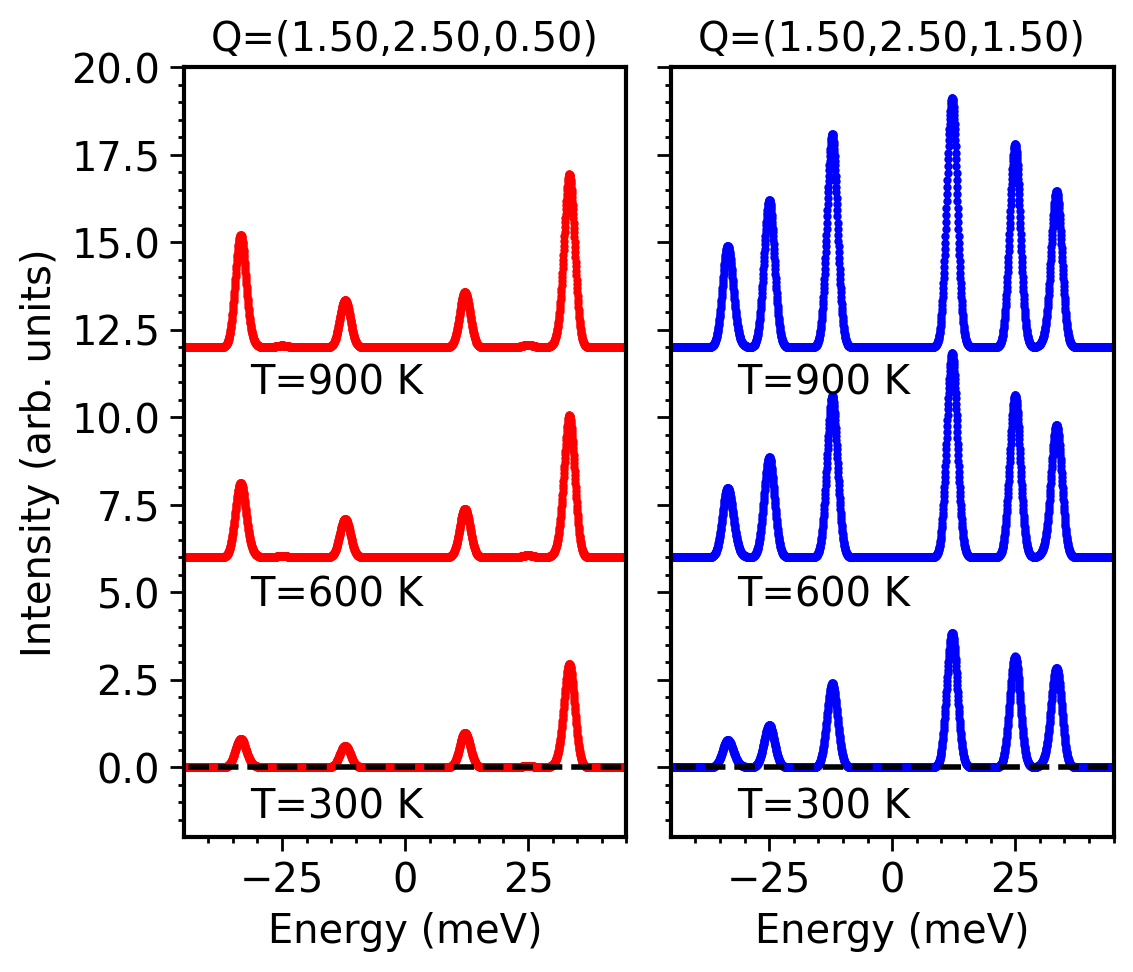 Q=(1.50,2.50,0.50)
Q=(1.50,2.50,1.50)
20.0
17.5
15.0
12.5
10.0
7.5
5.0
2.5
0.0
Intensity (arb. units)
T=900 K
T=600 K
T=300 K
T=900 K
T=600 K
T=300 K
−25 0 25
−25 0 25
Energy (meV)
Energy (meV)